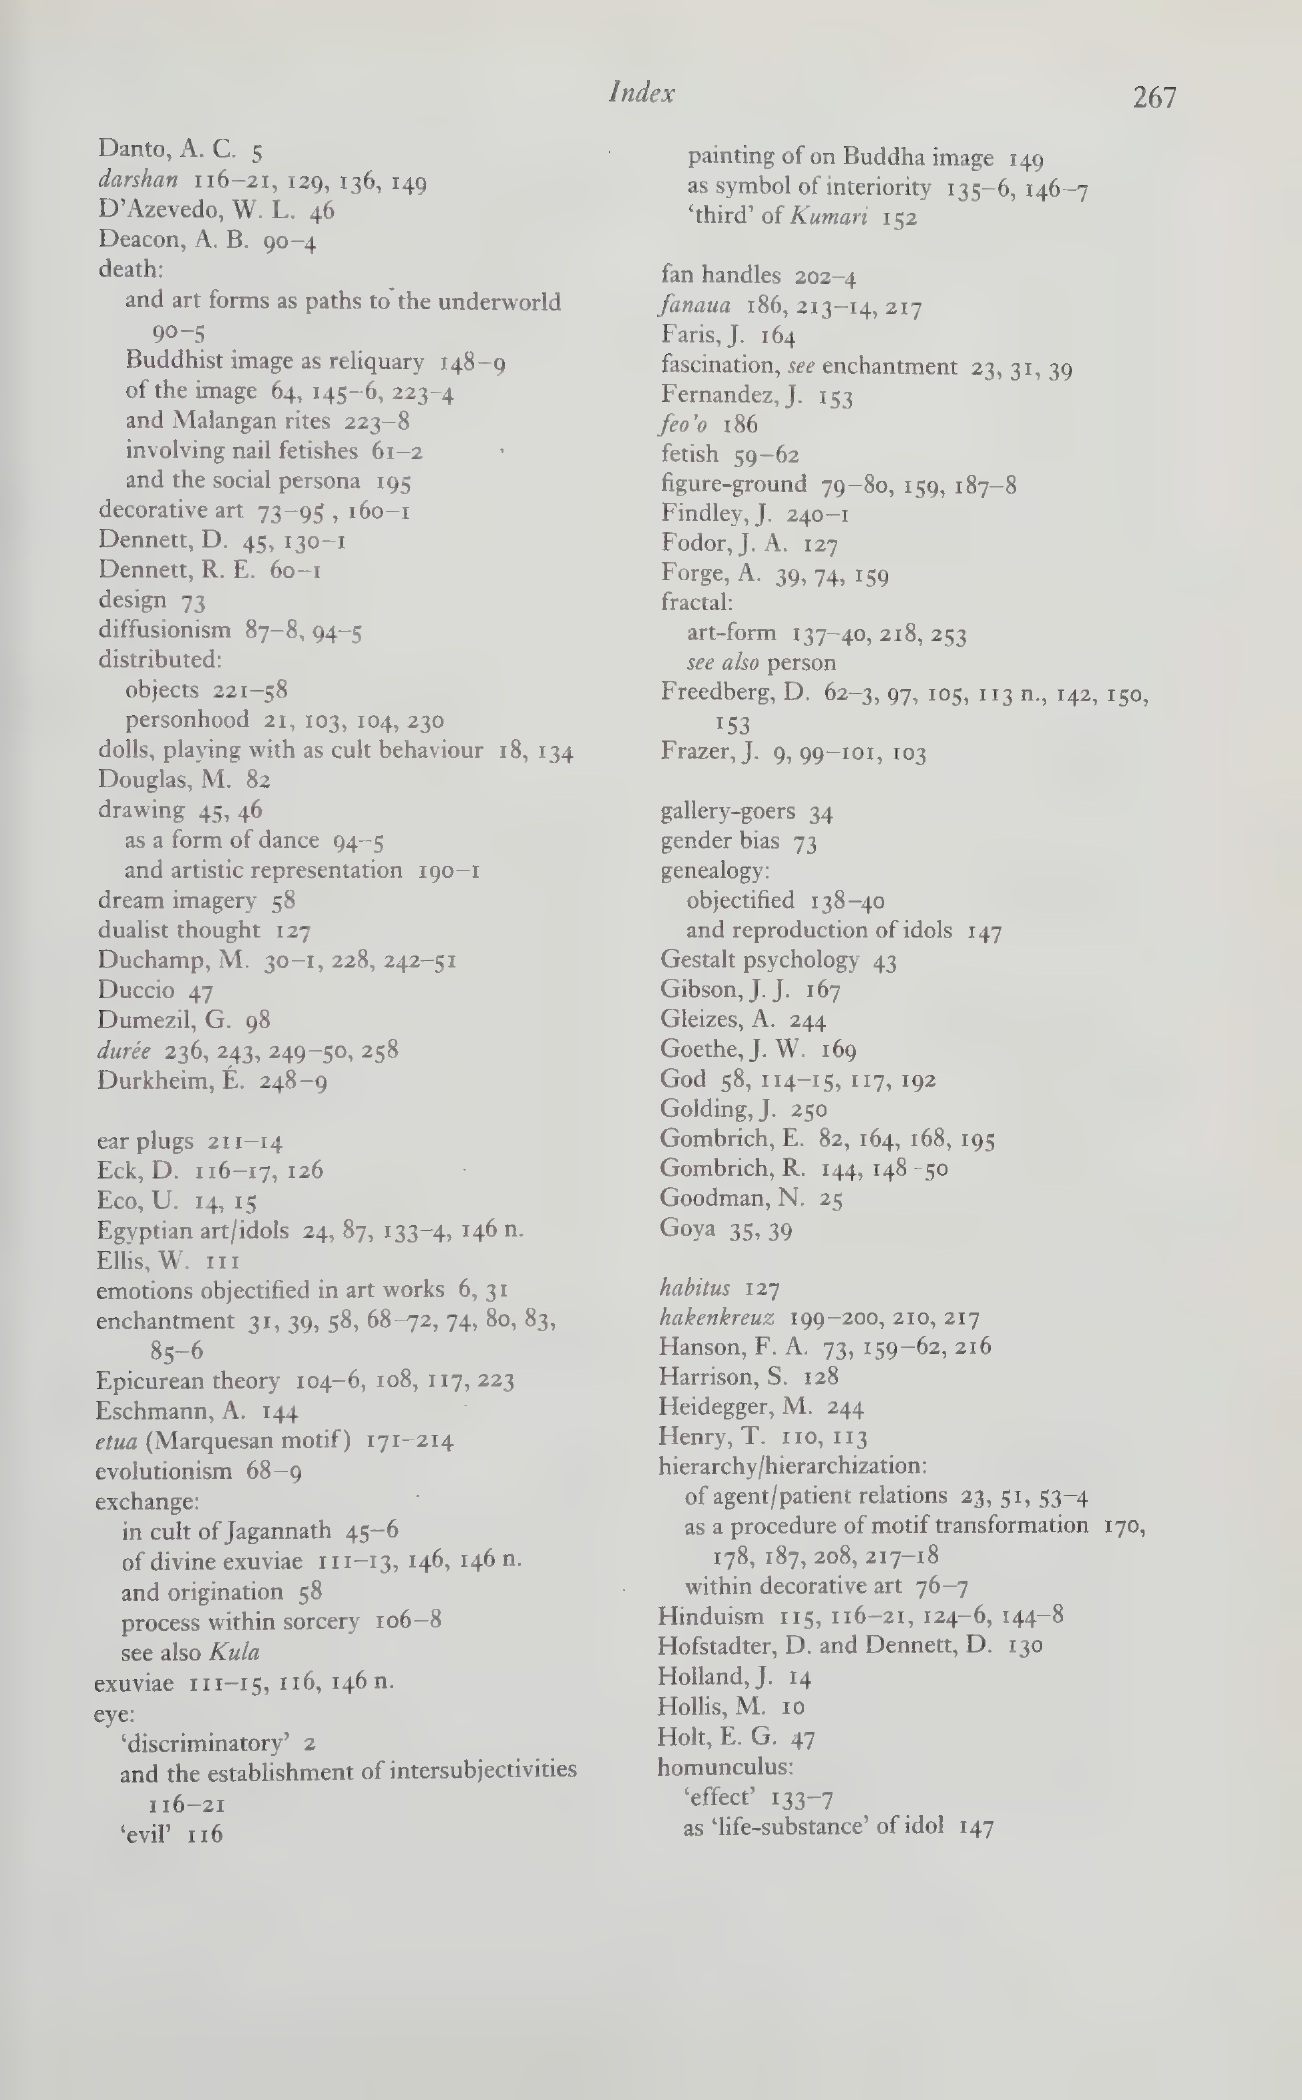 Index
267
Danto, A. C. 5
darshan 116–21, 129, 136, 149
D'Azevedo, W. L. 46
Deacon, A. B. 90–4
death:
and art forms as paths to the underworld
90–5
Buddhist image as reliquary 148–9
of the image 64, 145–6, 223–4
and Malangan rites 223–8
involving nail fetishes 61–2
and the social persona 195
decorative art 73–95 , 160–1
Dennett, D. 45, 130–1
Dennett, R. E. 60–1
design 73
diffusionism 87–8, 94–5
distributed:
objects 221–58
personhood 21, 103, 104, 230
dolls, playing with as cult behaviour 18, 134
Douglas, M. 82
drawing 45, 46
as a form of dance 94–5
and artistic representation 190–1
dream imagery 58
dualist thought 127
Duchamp, M. 30–1, 228, 242–51
Duccio 47
Dumezil, G. 98
durée 236, 243, 249–50, 258
Durkheim, É. 248–9
ear plugs 211–14
Eck, D. 116–17, 126
Eco, U. 14, 15
Egyptian art/idols 24, 87, 133–4, 146 n.
Ellis, W. 111
emotions objectified in art works 6, 31
enchantment 31, 39, 58, 68–72, 74, 80, 83,
85–6
Epicurean theory 104–6, 108, 117, 223
Eschmann, A. 144
etua (Marquesan motif) 171–214
evolutionism 68–9
exchange:
in cult of Jagannath 45–6
of divine exuviae 111–13, 146, 146 n.
and origination 58
process within sorcery 106–8
see also Kula
exuviae 111–15, 116, 146 n.
eye:
'discriminatory' 2
and the establishment of intersubjectivities
116–21
'evil' 116
painting of on Buddha image 149
as symbol of interiority 135–6, 146–7
'third' of Kumari 152
fan handles 202–4
fanaua 186, 213–14, 217
Faris, J. 164
fascination, see enchantment 23, 31, 39
Fernandez, J. 153
feo'o 186
fetish 59–62
figure-ground 79–80, 159, 187–8
Findley, J. 240–1
Fodor, J. A. 127
Forge, A. 39, 74, 159
fractal:
art-form 137–40, 218, 253
see also person
Freedberg, D. 62–3, 97, 105, 113 n., 142, 150,
153
Frazer, J. 9, 99–101, 103
gallery-goers 34
gender bias 73
genealogy:
objectified 138–40
and reproduction of idols 147
Gestalt psychology 43
Gibson, J. J. 167
Gleizes, A. 244
Goethe, J. W. 169
God 58, 114–15, 117, 192
Golding, J. 250
Gombrich, E. 82, 164, 168, 195
Gombrich, R. 144, 148–50
Goodman, N. 25
Goya 35, 39
habitus 127
hakenkreuz 199–200, 210, 217
Hanson, F. A. 73, 159–62, 216
Harrison, S. 128
Heidegger, M. 244
Henry, T. 110, 113
hierarchy/hierarchization:
of agent/patient relations 23, 51, 53–4
as a procedure of motif transformation 170,
178, 187, 208, 217–18
within decorative art 76–7
Hinduism 115, 116–21, 124–6, 144–8
Hofstadter, D. and Dennett, D. 130
Holland, J. 14
Hollis, M. 10
Holt, E. G. 47
homunculus:
'effect' 133–7
as 'life-substance' of idol 147